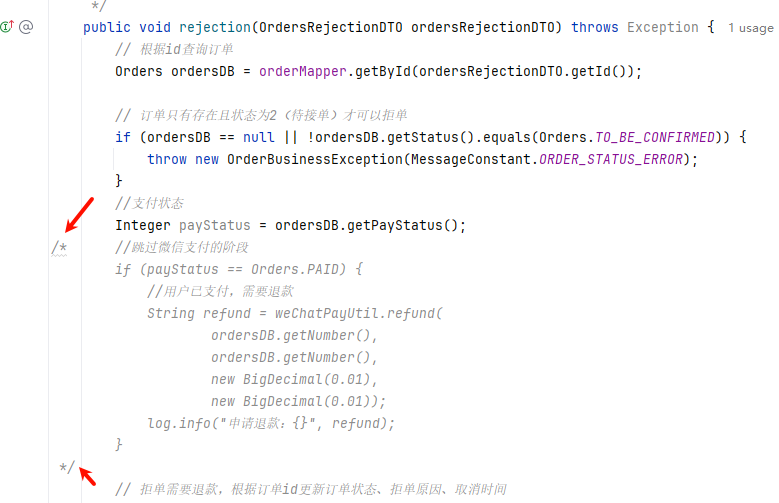 */
public void rejection(OrdersRejectionDTO ordersRejectionDTO) throws Exception { 1 usage
// 根据id查询订单
Orders ordersDB = orderMapper.getById(ordersRejectionDTO.getId());
// 订单只有存在且状态为2（待接单）才可以拒单
if (ordersDB == null || !ordersDB.getStatus().equals(Orders.TO_BE_CONFIRMED)) {
throw new OrderBusinessException(MessageConstant.ORDER_STATUS_ERROR);
}
//支付状态
Integer payStatus = ordersDB.getPayStatus();
/* //跳过微信支付的阶段
if (payStatus == Orders.PAID) {
//用户已支付，需要退款
String refund = weChatPayUtil.refund(
ordersDB.getNumber(),
ordersDB.getNumber(),
new BigDecimal(0.01),
new BigDecimal(0.01));
log.info("申请退款：{}", refund);
}
*/
// 拒单需要退款，根据订单id更新订单状态、拒单原因、取消时间